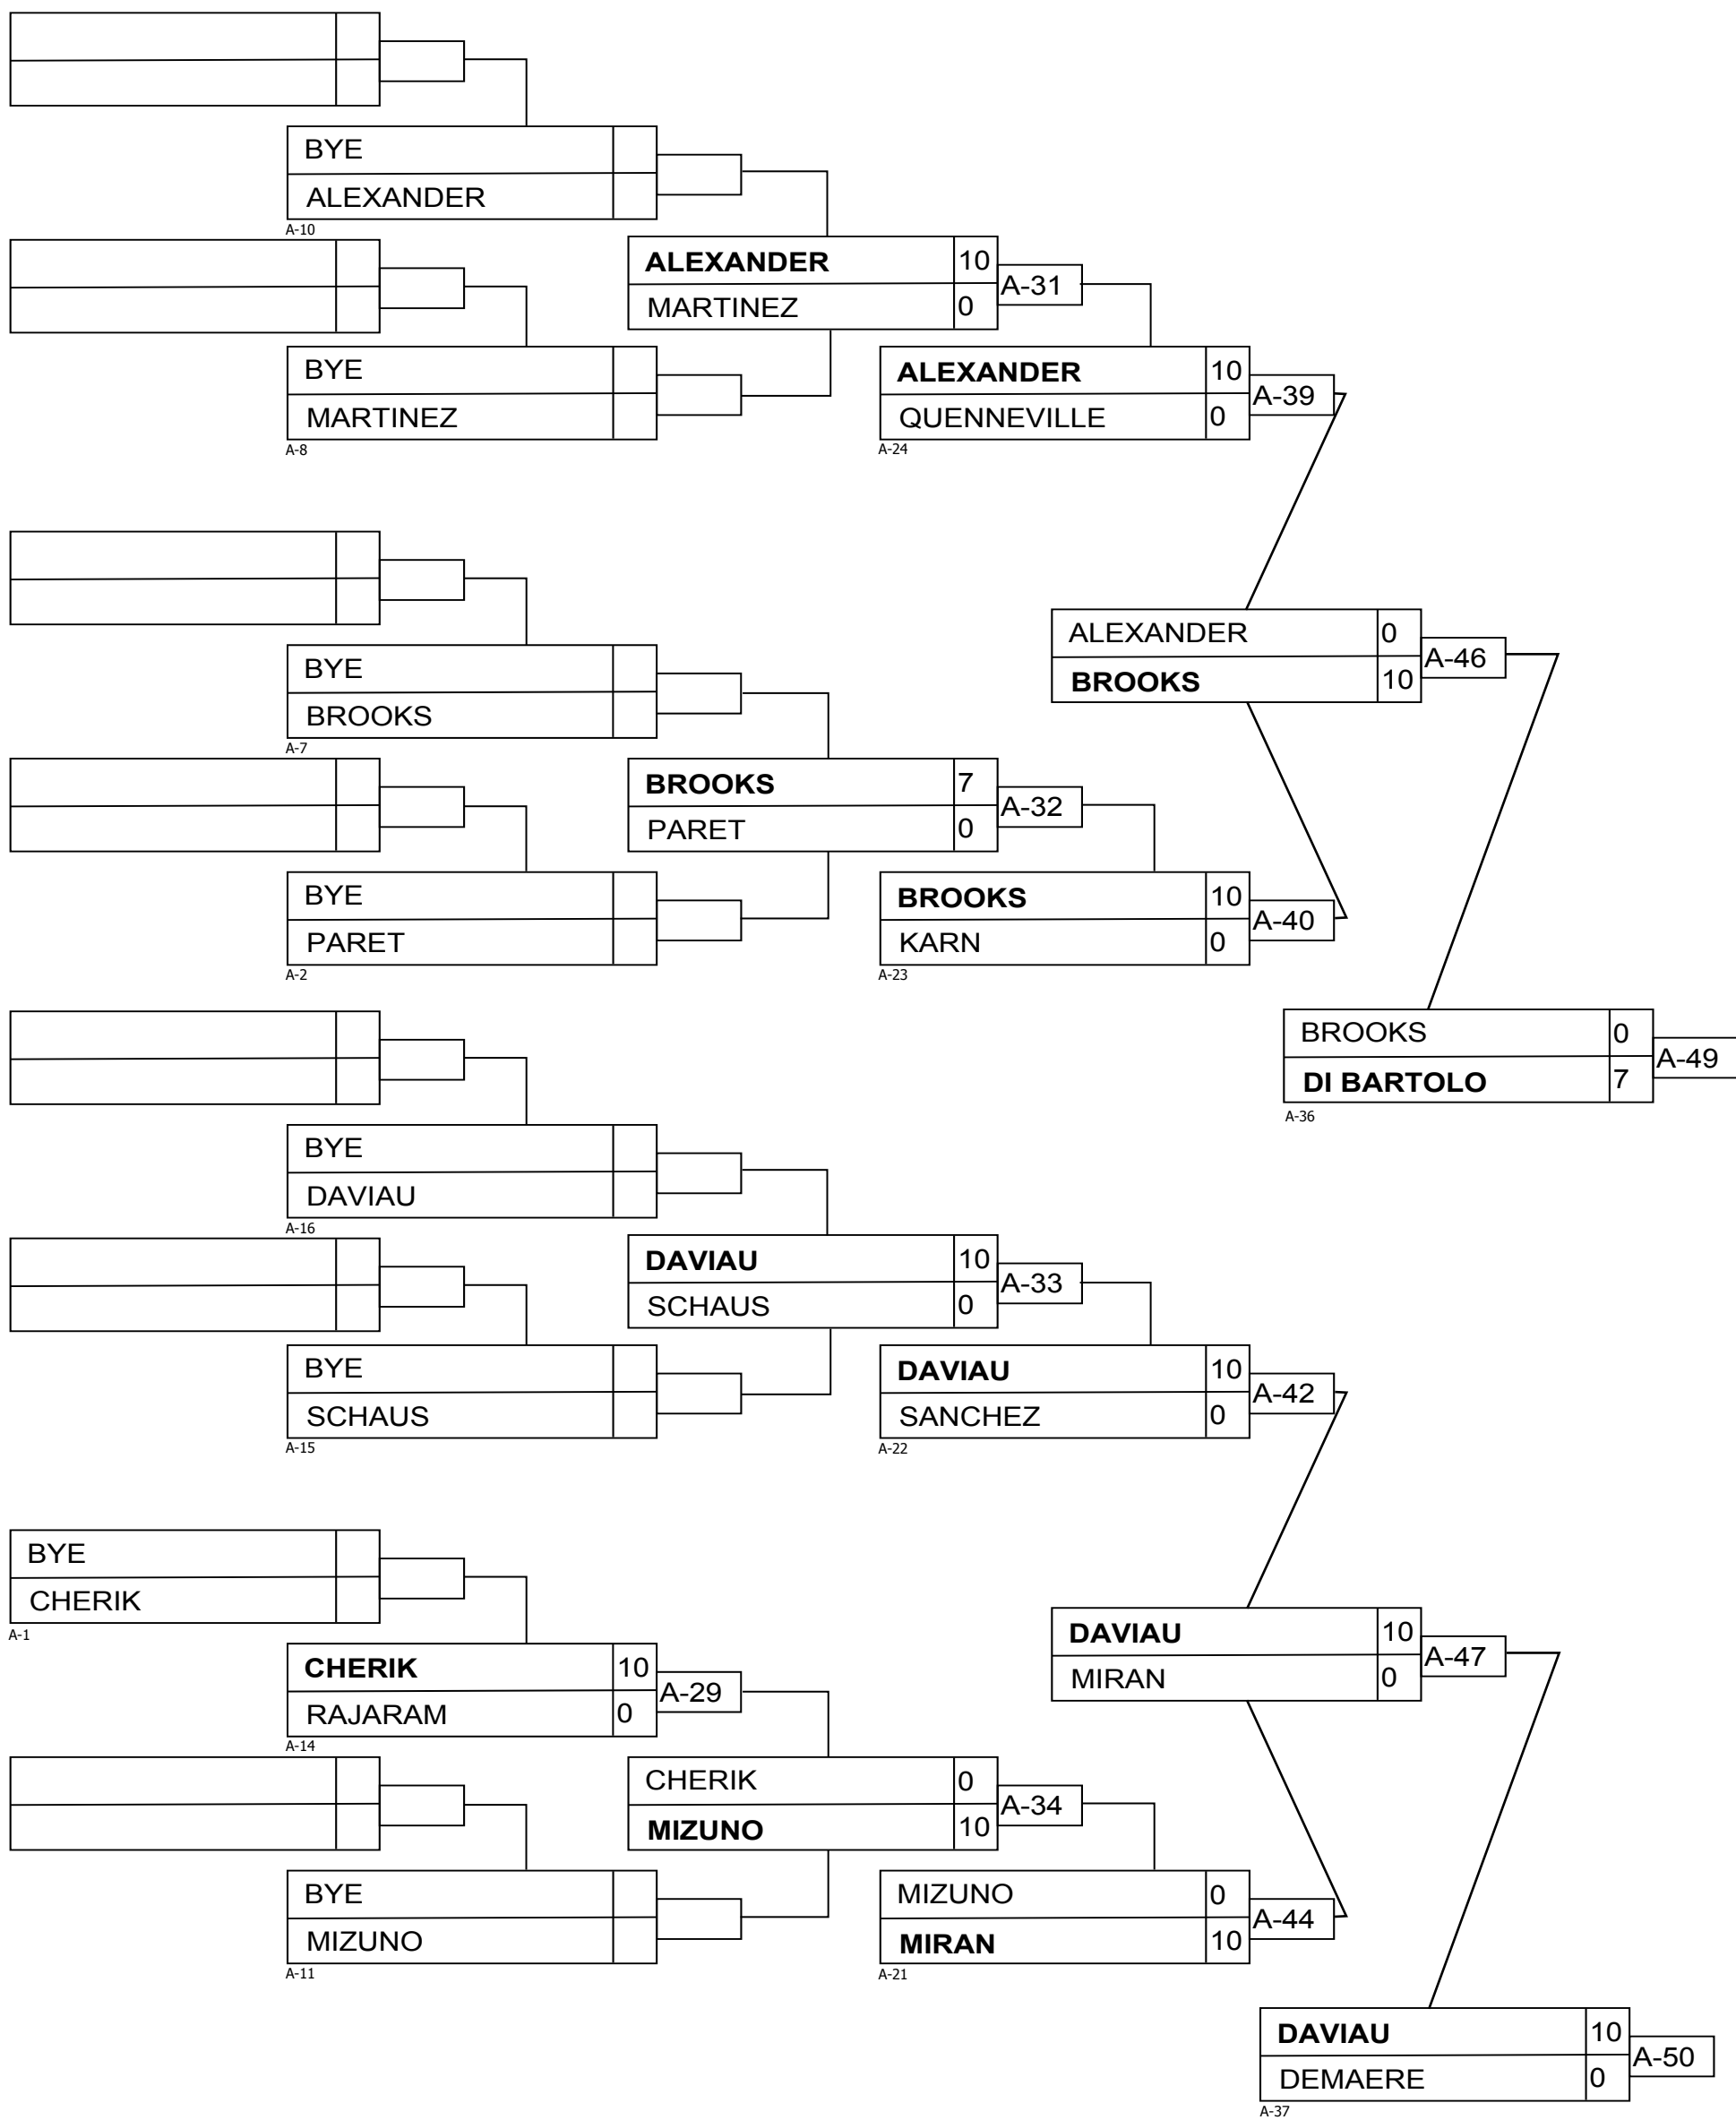 BYE
ALEXANDER
A-10
ALEXANDER 10
MARTINEZ 0
A-31
BYE
MARTINEZ
A-8
ALEXANDER 10
QUENNEVILLE 0
A-39
A-24
BYE
BROOKS
A-7
ALEXANDER 0
BROOKS 10
A-46
BROOKS 7
PARET 0
A-32
BYE
PARET
A-2
BROOKS 10
KARN 0
A-40
A-23
BROOKS 0
DI BARTOLO 7
A-49
A-36
BYE
DAVIAU
A-16
DAVIAU 10
SCHAUS 0
A-33
BYE
SCHAUS
A-15
DAVIAU 10
SANCHEZ 0
A-42
A-22
BYE
CHERIK
A-1
CHERIK 10
RAJARAM 0
A-29
A-14
DAVIAU 10
MIRAN 0
A-47
CHERIK 0
MIZUNO 10
A-34
BYE
MIZUNO
A-11
MIZUNO 0
MIRAN 10
A-44
A-21
DAVIAU 10
DEMAERE 0
A-50
A-37